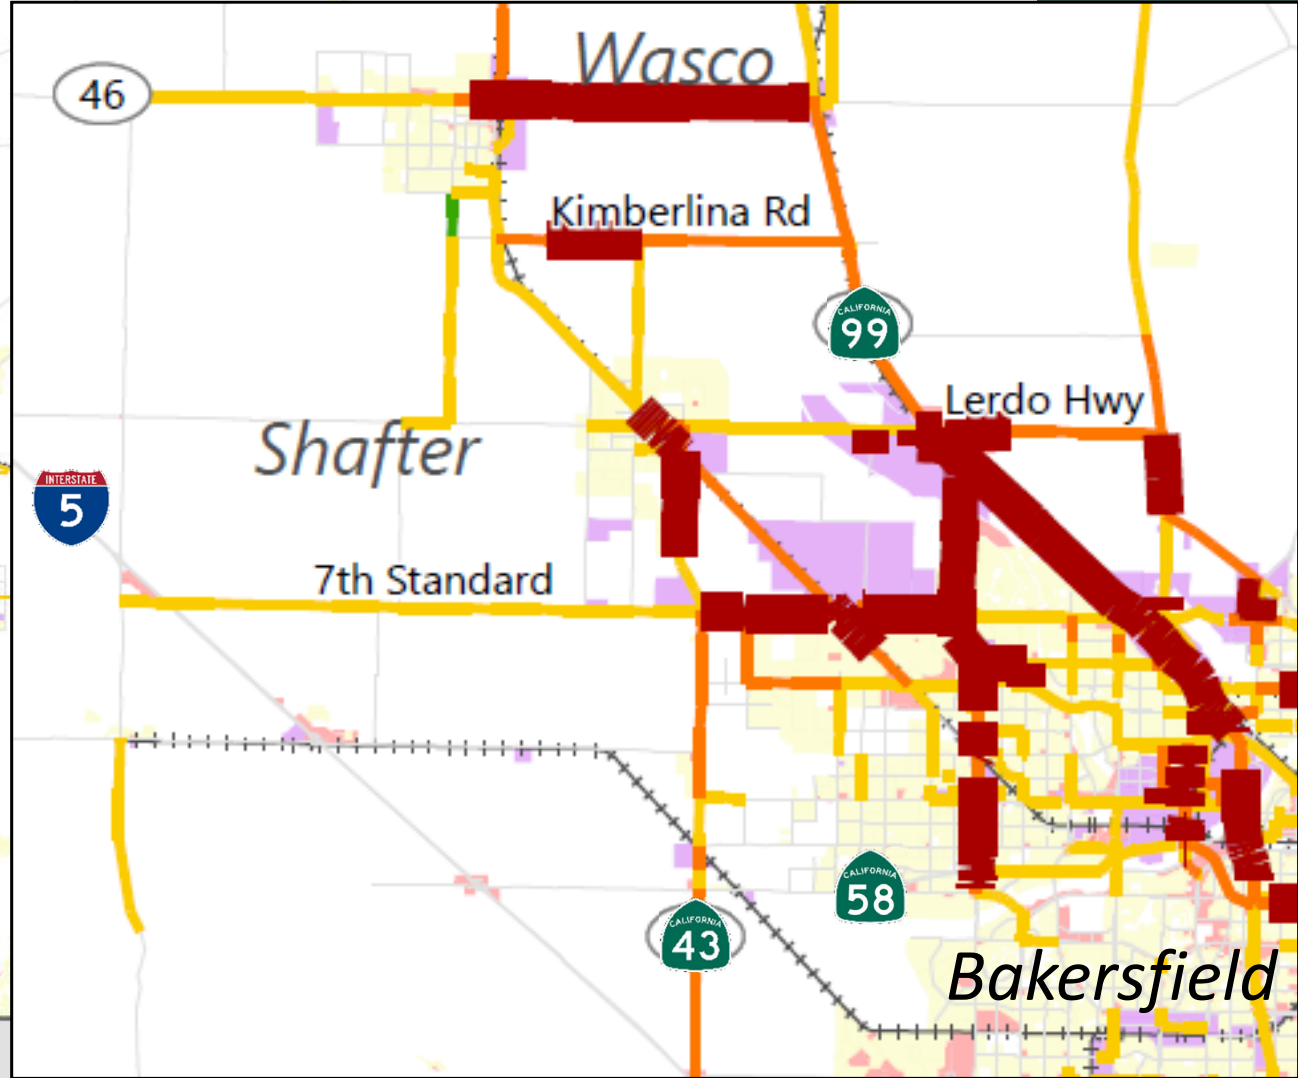 Wasco
46
Kimberlina Rd
CALIFORNIA
99
Lerdo Hwy
Shafter
INTERSTATE
5
7th Standard
CALIFORNIA
58
CALIFORNIA
43
Bakersfield